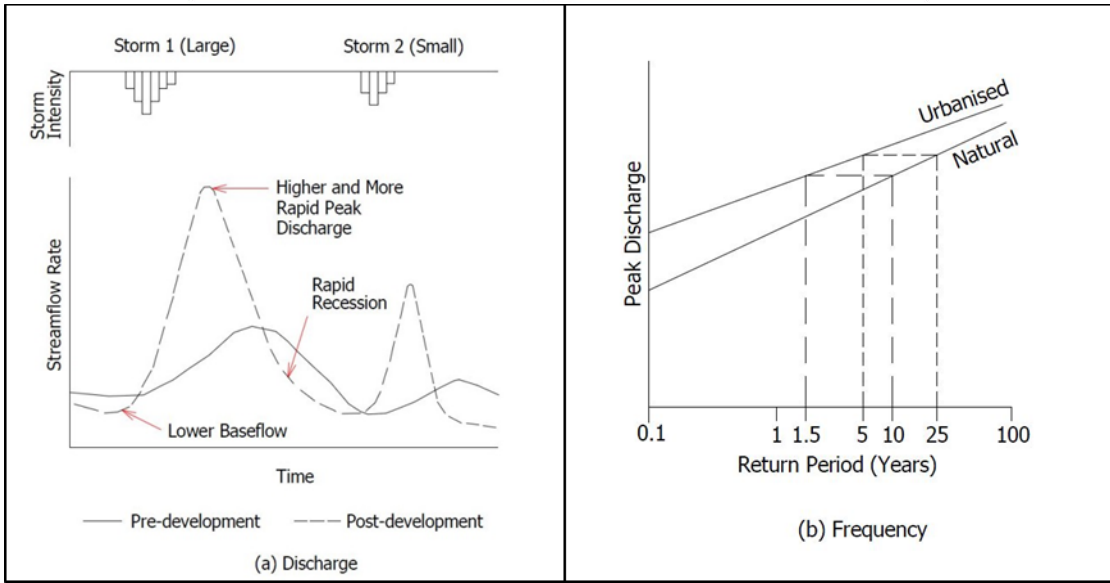 Storm 1 (Large)
Storm 2 (Small)
Storm
Intensity
Streamflow Rate
Higher and More
Rapid Peak
Discharge
Rapid
Recession
Lower Baseflow
Time
Pre-development
Post-development
(a) Discharge
Peak Discharge
Urbanised
Natural
0.1
1
1.5
5
10
25
100
Return Period (Years)
(b) Frequency